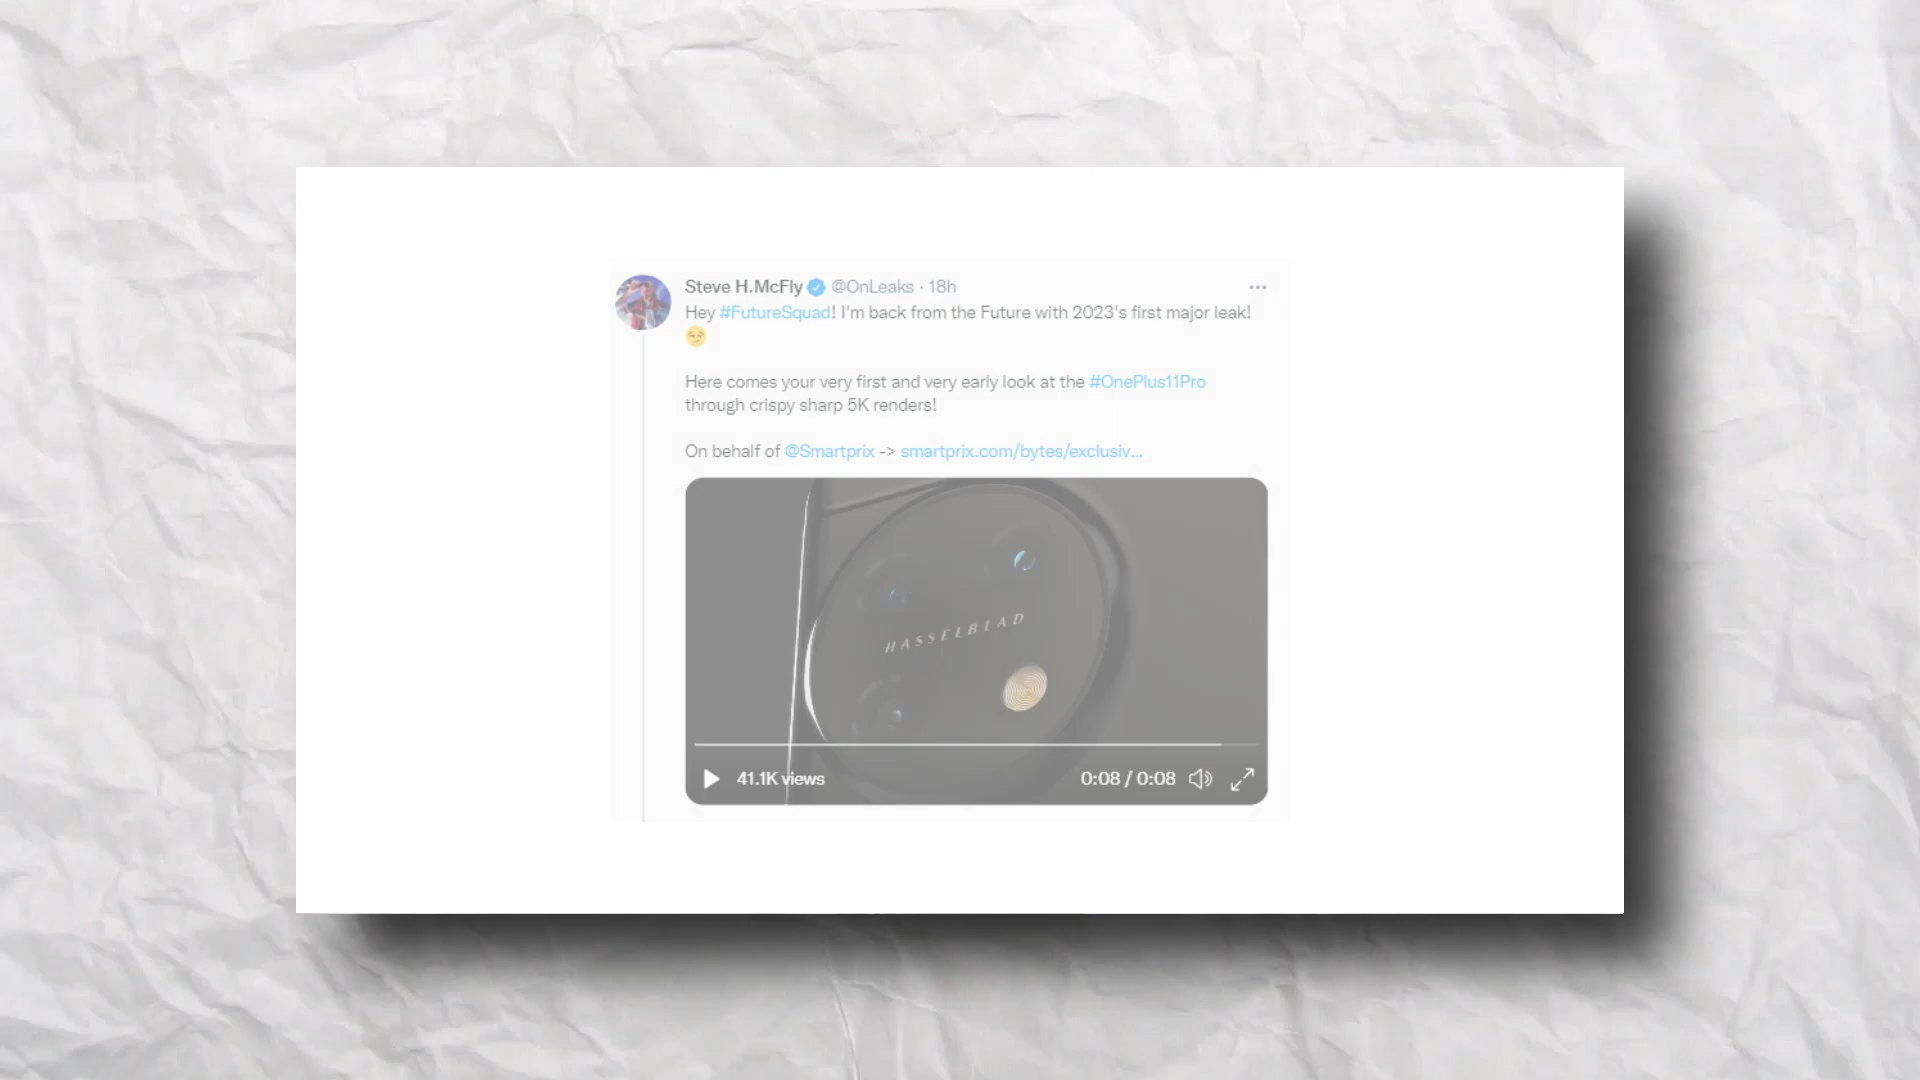 Steve H.McFly @OnLeaks · 18h
Hey #FutureSquad! I'm back from the Future with 2023's first major leak!
😏
Here comes your very first and very early look at the #OnePlus11Pro
through crispy sharp 5K renders!
On behalf of @Smartprix -> smartprix.com/bytes/exclusiv...
HASSELBLAD
41.1K views
0:08 / 0:08